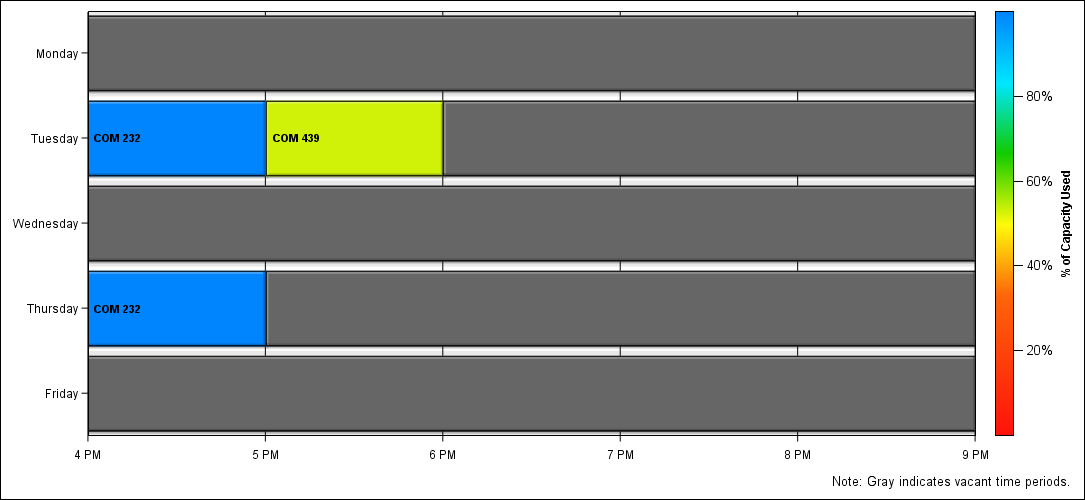 Monday
Tuesday
COM 232
COM 439
Wednesday
Thursday
COM 232
Friday
4 PM
5 PM
6 PM
7 PM
8 PM
9 PM
80%
60%
40%
20%
% of Capacity Used
Note: Gray indicates vacant time periods.